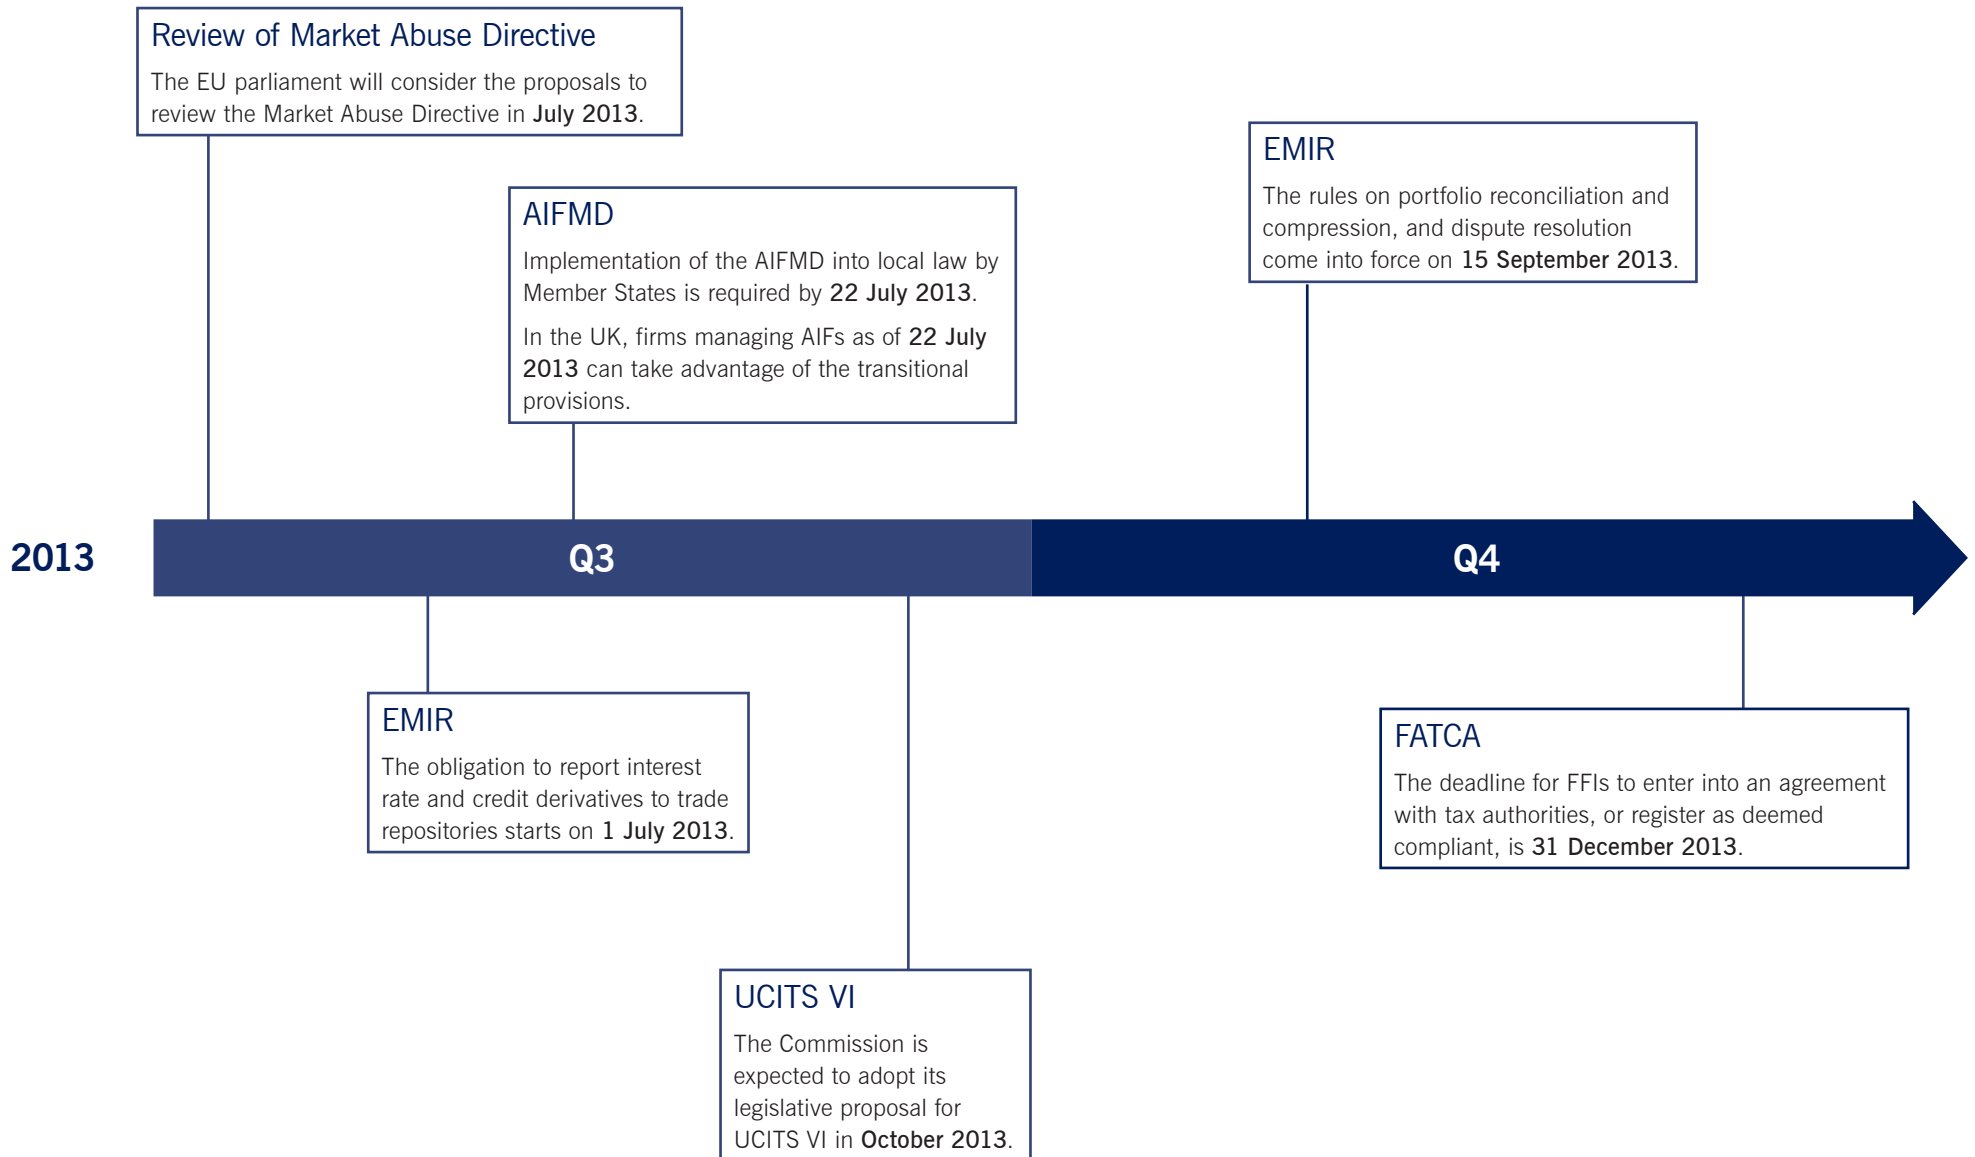 Review of Market Abuse Directive
The EU parliament will consider the proposals to
review the Market Abuse Directive in July 2013.
EMIR
The rules on portfolio reconciliation and
compression, and dispute resolution
come into force on 15 September 2013.
AIFMD
Implementation of the AIFMD into local law by
Member States is required by 22 July 2013.
In the UK, firms managing AIFs as of 22 July
2013 can take advantage of the transitional
provisions.
2013
Q3
Q4
EMIR
The obligation to report interest
rate and credit derivatives to trade
repositories starts on 1 July 2013.
FATCA
The deadline for FFIs to enter into an agreement
with tax authorities, or register as deemed
compliant, is 31 December 2013.
UCITS VI
The Commission is
expected to adopt its
legislative proposal for
UCITS VI in October 2013.